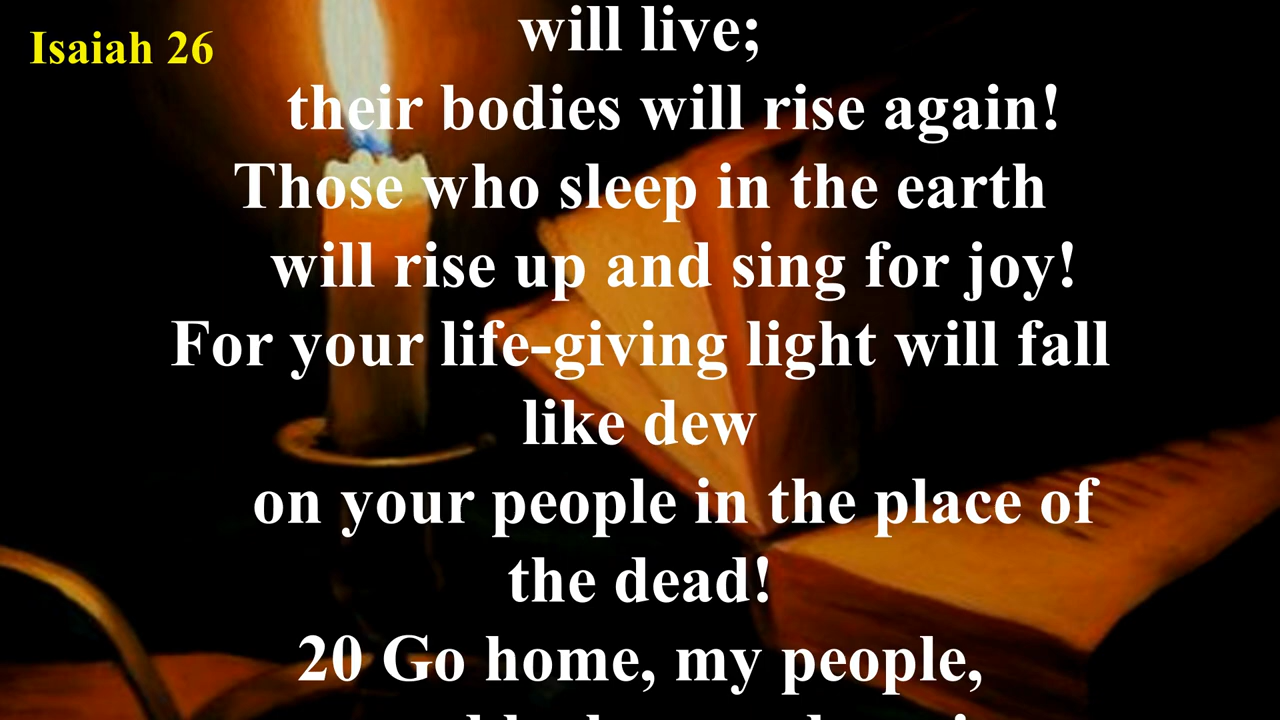 Isaiah 26
will live;
their bodies will rise again!
Those who sleep in the earth
will rise up and sing for joy!
For your life-giving light will fall
like dew
on your people in the place of
the dead!
20 Go home, my people,